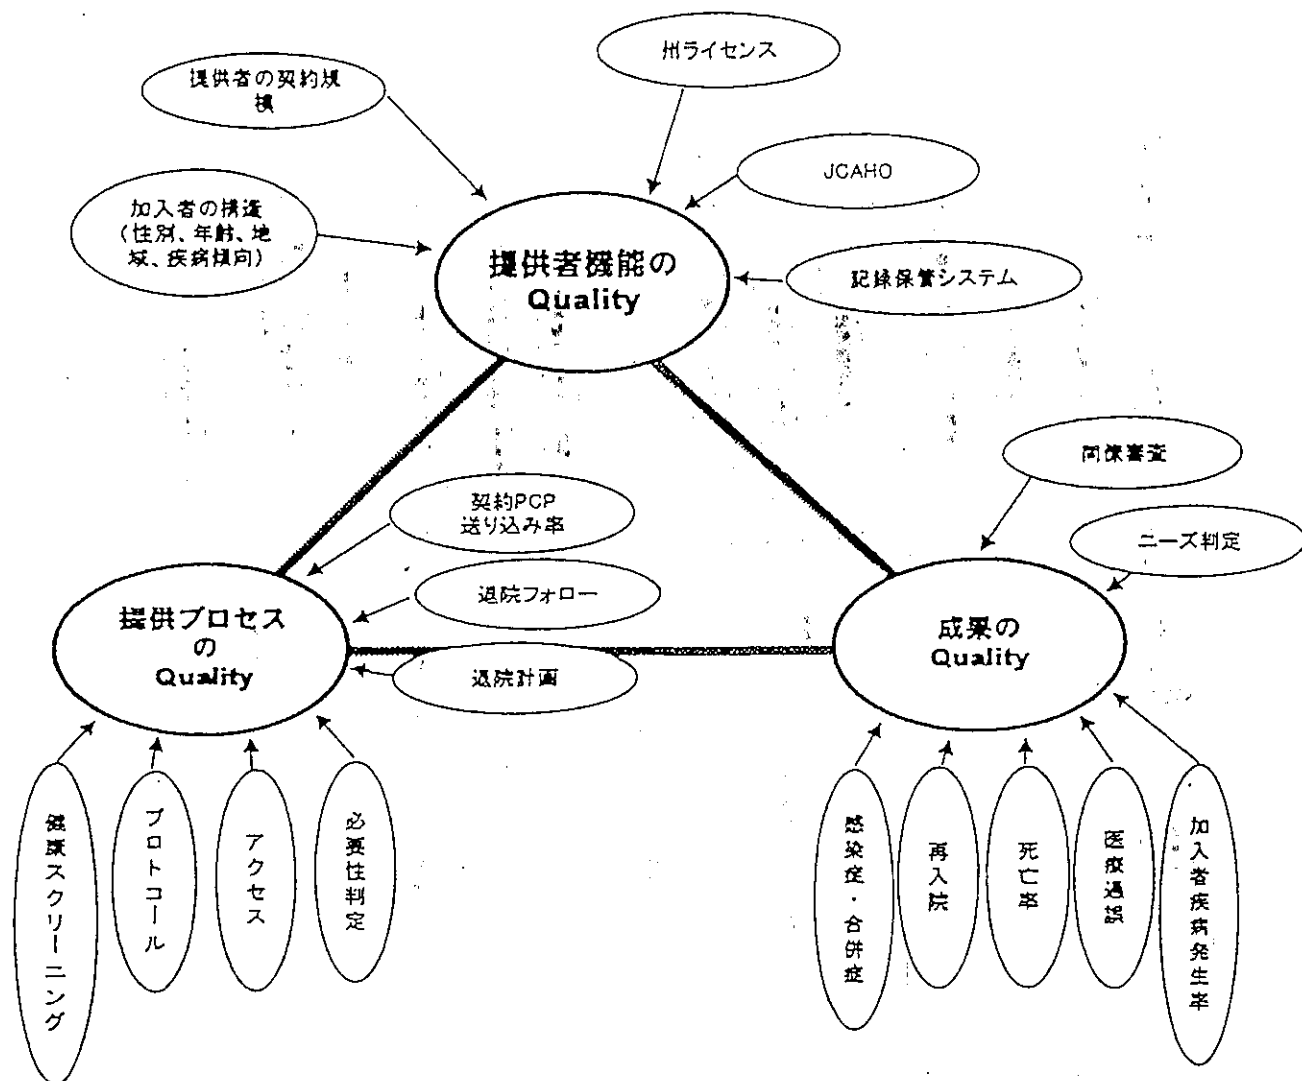 州ライセンス
提供者の契約規
模
JCAHO
加入者の構造
(性別、年齢、地
域、疾病傾向)
提供者機能の
Quality
記録保管システム
同僚審査
契約PCP
送り込み率
ニーズ判定
退院フォロー
提供プロセス
の
Quality
成果の
Quality
退院計画
健康スクリーニング
プロトコール
アクセス
必要性判定
感染症・合併症
再入院
死亡率
医療過誤
加入者疾病発生率